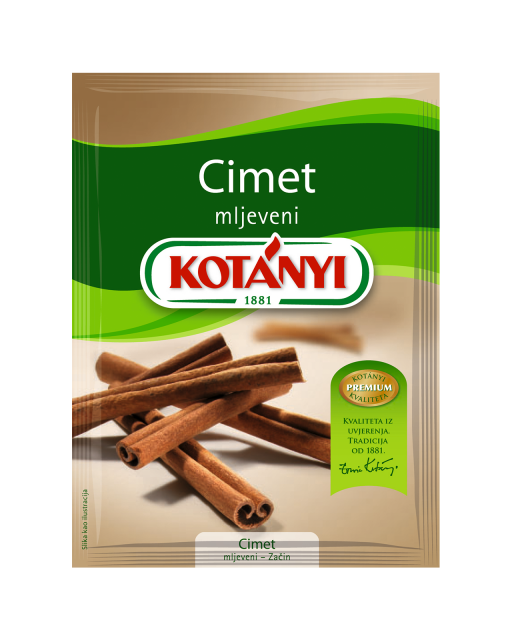 Cimet
mljeveni
KOTÁNYI
1881
KOTÁNYI
PREMIUM
KVALITETA
KVALITETA IZ
UVJERENJA.
TRADICIJA
OD 1881.
Slika kao ilustracija
Cimet
mljeveni – Začin